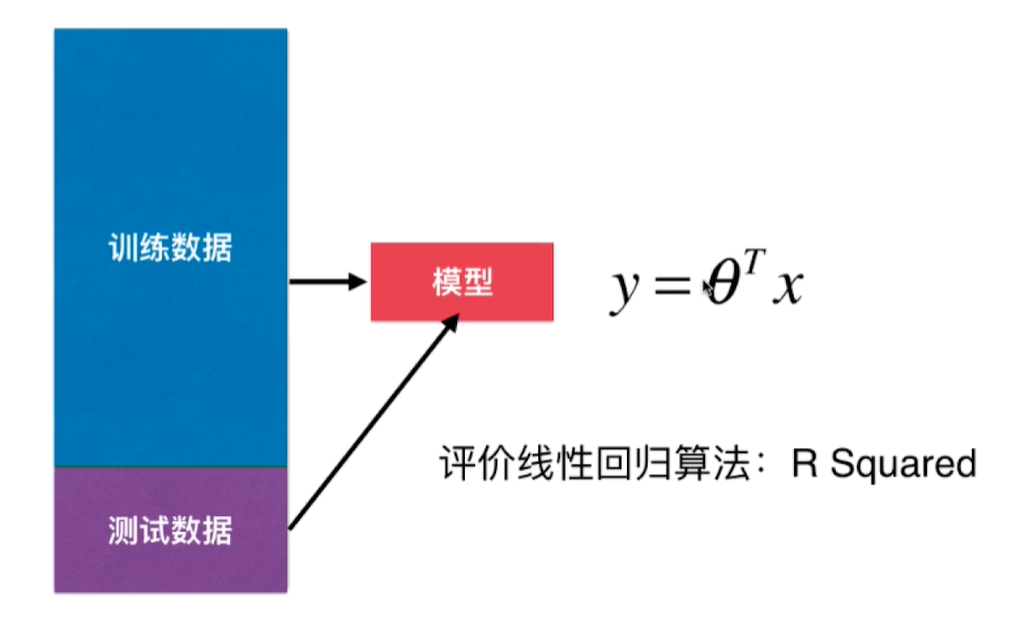 训练数据
模型
y = θᵀ x
评价线性回归算法：R Squared
测试数据